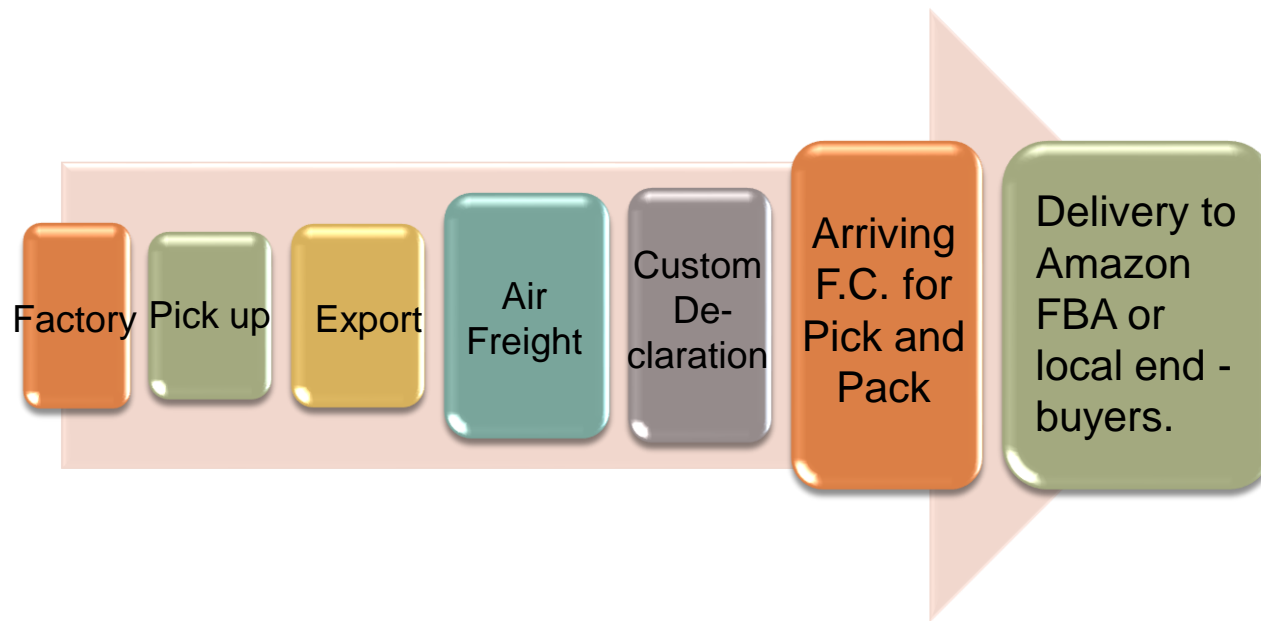 Factory
Pick up
Export
Air
Freight
Custom
De-
claration
Arriving
F.C. for
Pick and
Pack
Delivery to
Amazon
FBA or
local end -
buyers.